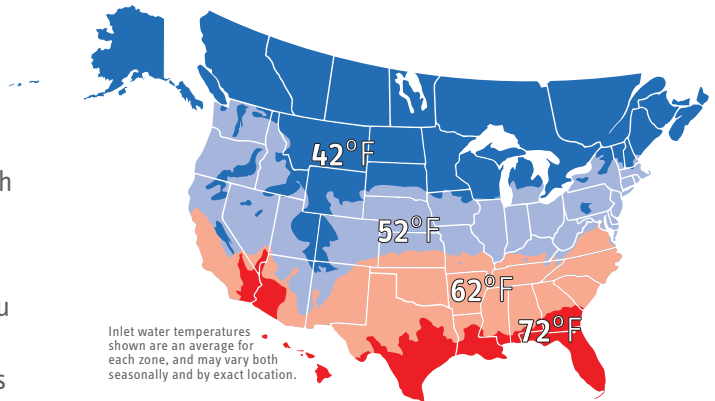 h
42°F
52°F
62°F
u
72°F
Inlet water temperatures
shown are an average for
each zone, and may vary both
seasonally and by exact location.
s